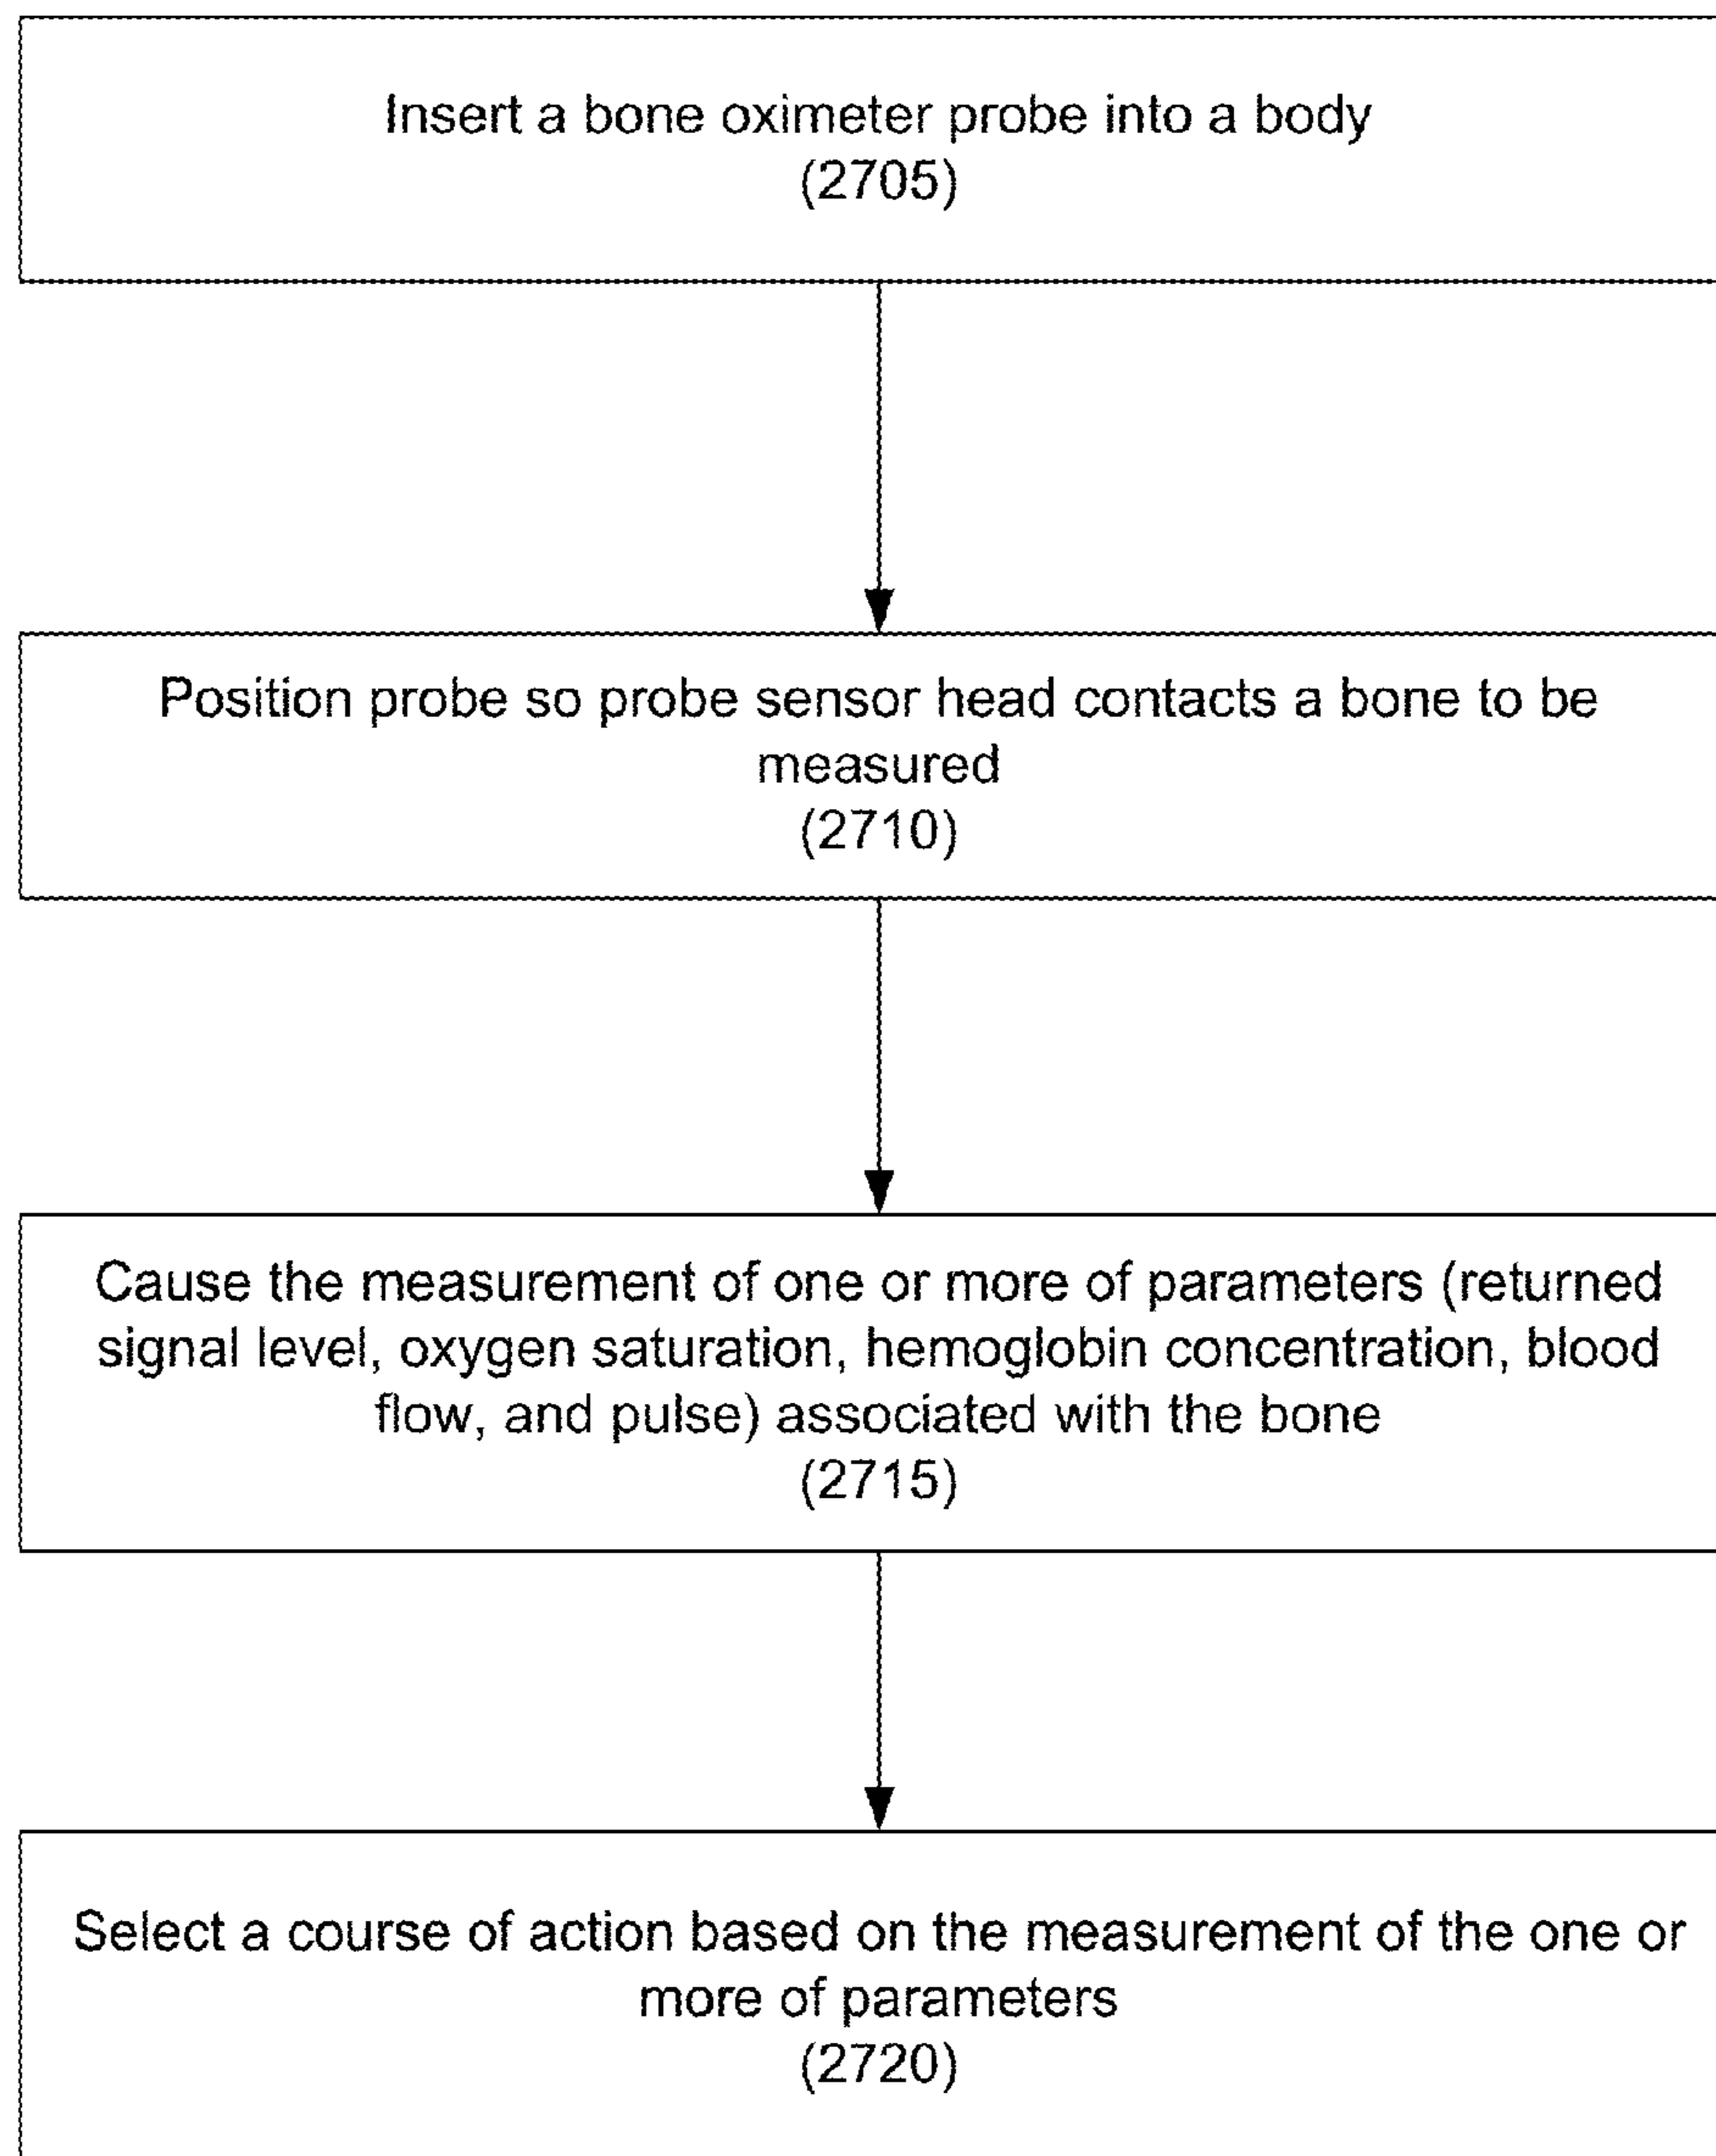 Insert a bone oximeter probe into a body
(2705)
Position probe so probe sensor head contacts a bone to be
measured
(2710)
Cause the measurement of one or more of parameters (returned
signal level, oxygen saturation, hemoglobin concentration, blood
flow, and pulse) associated with the bone
(2715)
Select a course of action based on the measurement of the one or
more of parameters
(2720)